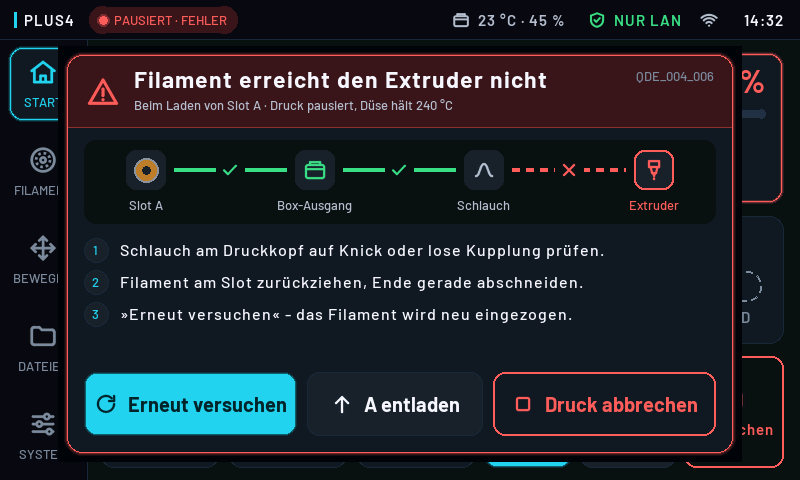 PLUS4
PAUSIERT · FEHLER
23 °C · 45 %
NUR LAN
14:32
START
Filament erreicht den Extruder nicht
QDE_004_006
Beim Laden von Slot A · Druck pausiert, Düse hält 240 °C
%
FILAME
Slot A
Box-Ausgang
Schlauch
Extruder
1 Schlauch am Druckkopf auf Knick oder lose Kupplung prüfen.
BEWEG
2 Filament am Slot zurückziehen, Ende gerade abschneiden.
3 »Erneut versuchen« - das Filament wird neu eingezogen.
D
DATEIE
Erneut versuchen
A entladen
Druck abbrechen
chen
SYSTE